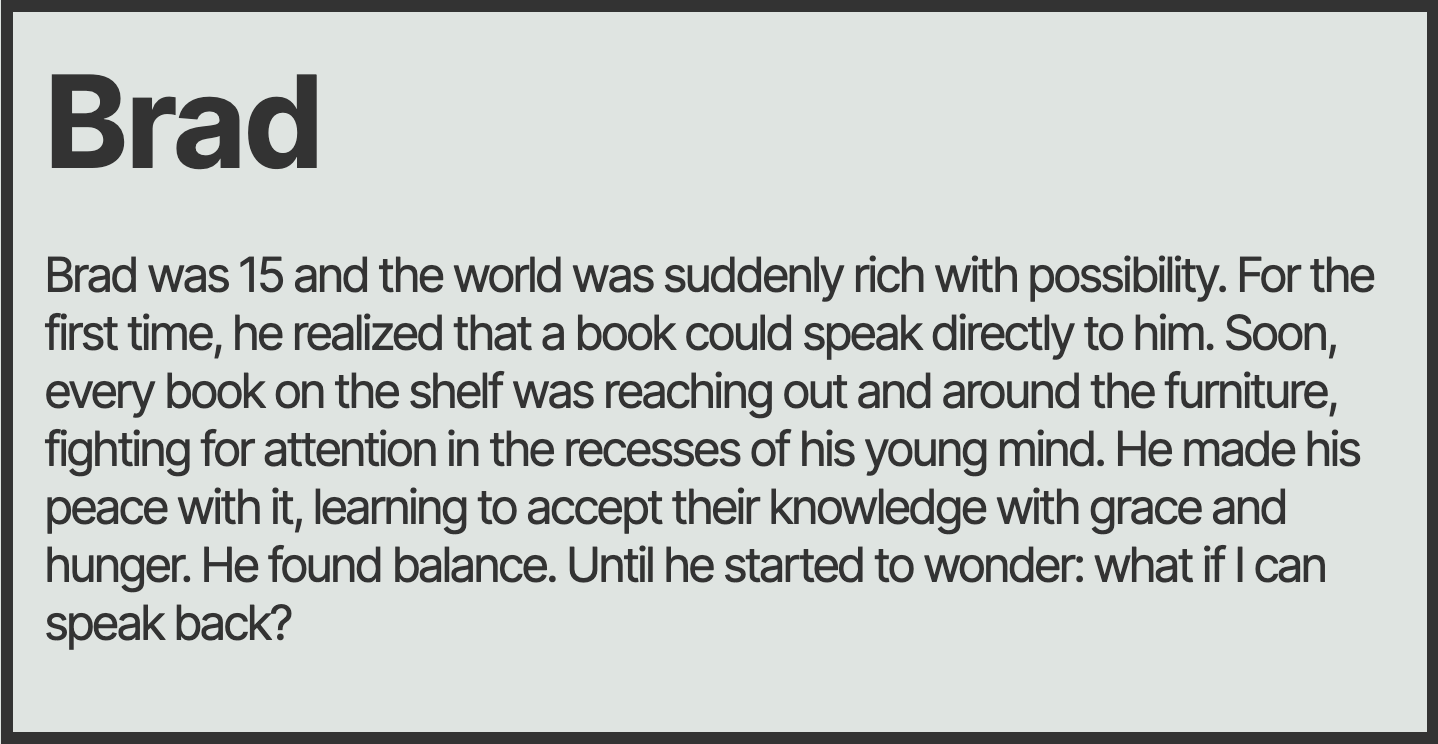 Brad
Brad was 15 and the world was suddenly rich with possibility. For the
first time, he realized that a book could speak directly to him. Soon,
every book on the shelf was reaching out and around the furniture,
fighting for attention in the recesses of his young mind. He made his
peace with it, learning to accept their knowledge with grace and
hunger. He found balance. Until he started to wonder: what if I can
speak back?